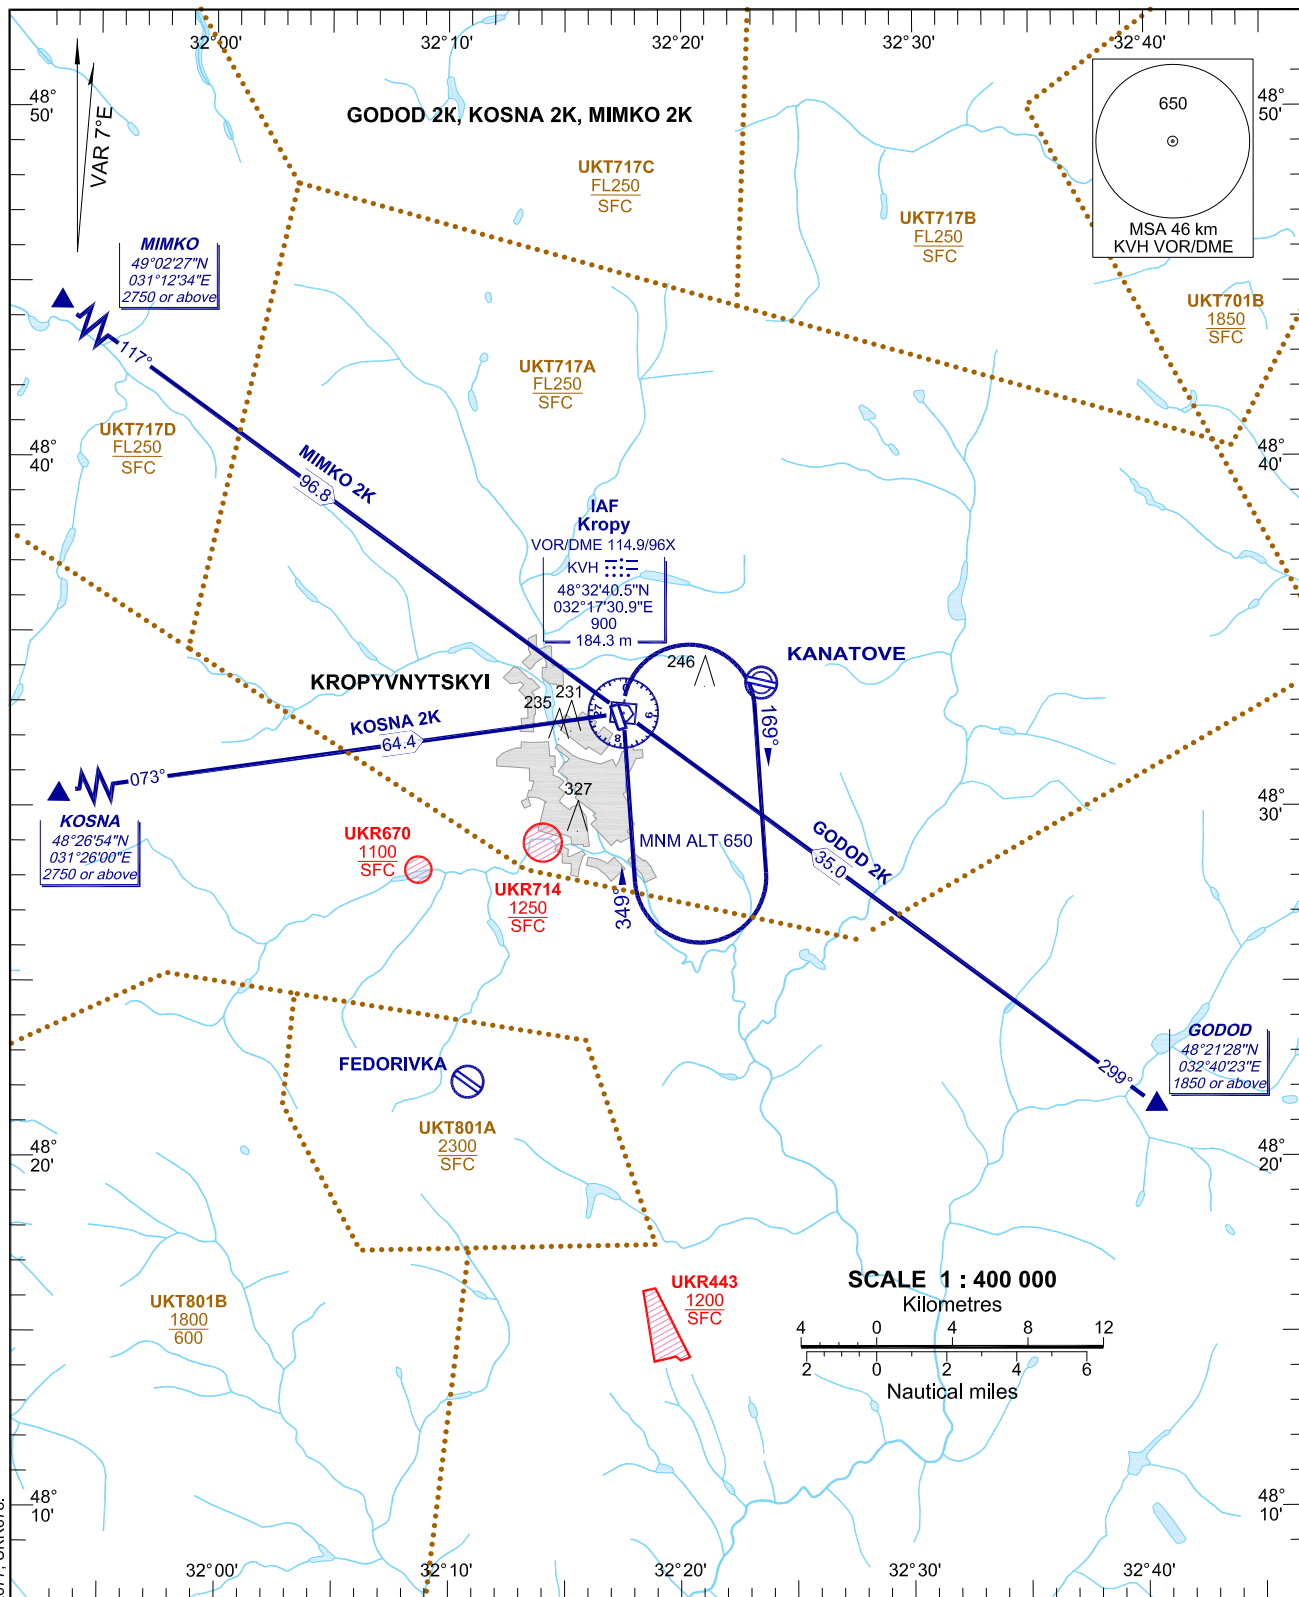 32°00'
32°10'
32°20'
32°30'
32°40'
48°
50'
VAR 7°E
GODOD 2K, KOSNA 2K, MIMKO 2K
650
MSA 46 km
KVH VOR/DME
48°
50'
UKT717C
FL250
SFC
UKT717B
FL250
SFC
MIMKO
49°02'27"N
031°12'34"E
2750 or above
UKT701B
1850
SFC
117°
UKT717A
FL250
SFC
UKT717D
FL250
SFC
48°
40'
48°
40'
MIMKO 2K
96.8
IAF
Kropy
VOR/DME 114.9/96X
KVH
48°32'40.5"N
032°17'30.9"E
900
184.3 m
KANATOVE
246
KROPYVNYTSKYI
235
231
KOSNA 2K
64.4
27
0
9
18
169°
073°
KOSNA
48°26'54"N
031°26'00"E
2750 or above
327
48°
30'
UKR670
1100
SFC
MNM ALT 650
GODOD 2K
35.0
UKR714
1250
SFC
349°
GODOD
48°21'28"N
032°40'23"E
1850 or above
299°
FEDORIVKA
UKT801A
2300
SFC
48°
20'
48°
20'
UKT801B
1800
600
UKR443
1200
SFC
SCALE 1 : 400 000
Kilometres
4 0 4 8 12
2 0 2 4 6
Nautical miles
48°
10'
48°
10'
32°00'
32°10'
32°20'
32°30'
32°40'